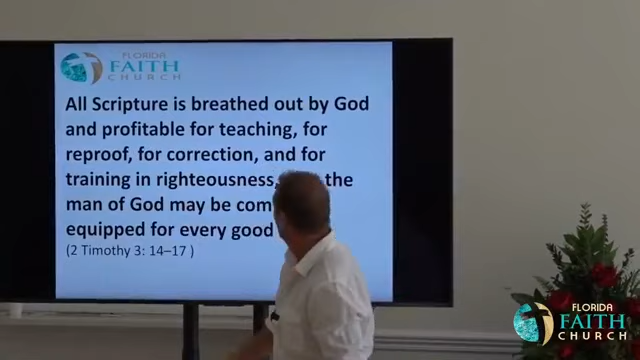 FLORIDA
FAITH
CHURCH
All Scripture is breathed out by God
and profitable for teaching, for
reproof, for correction, and for
training in righteousness, the
man of God may be com
equipped for every good
(2 Timothy 3: 14–17 )
FLORIDA
FAITH
CHURCH